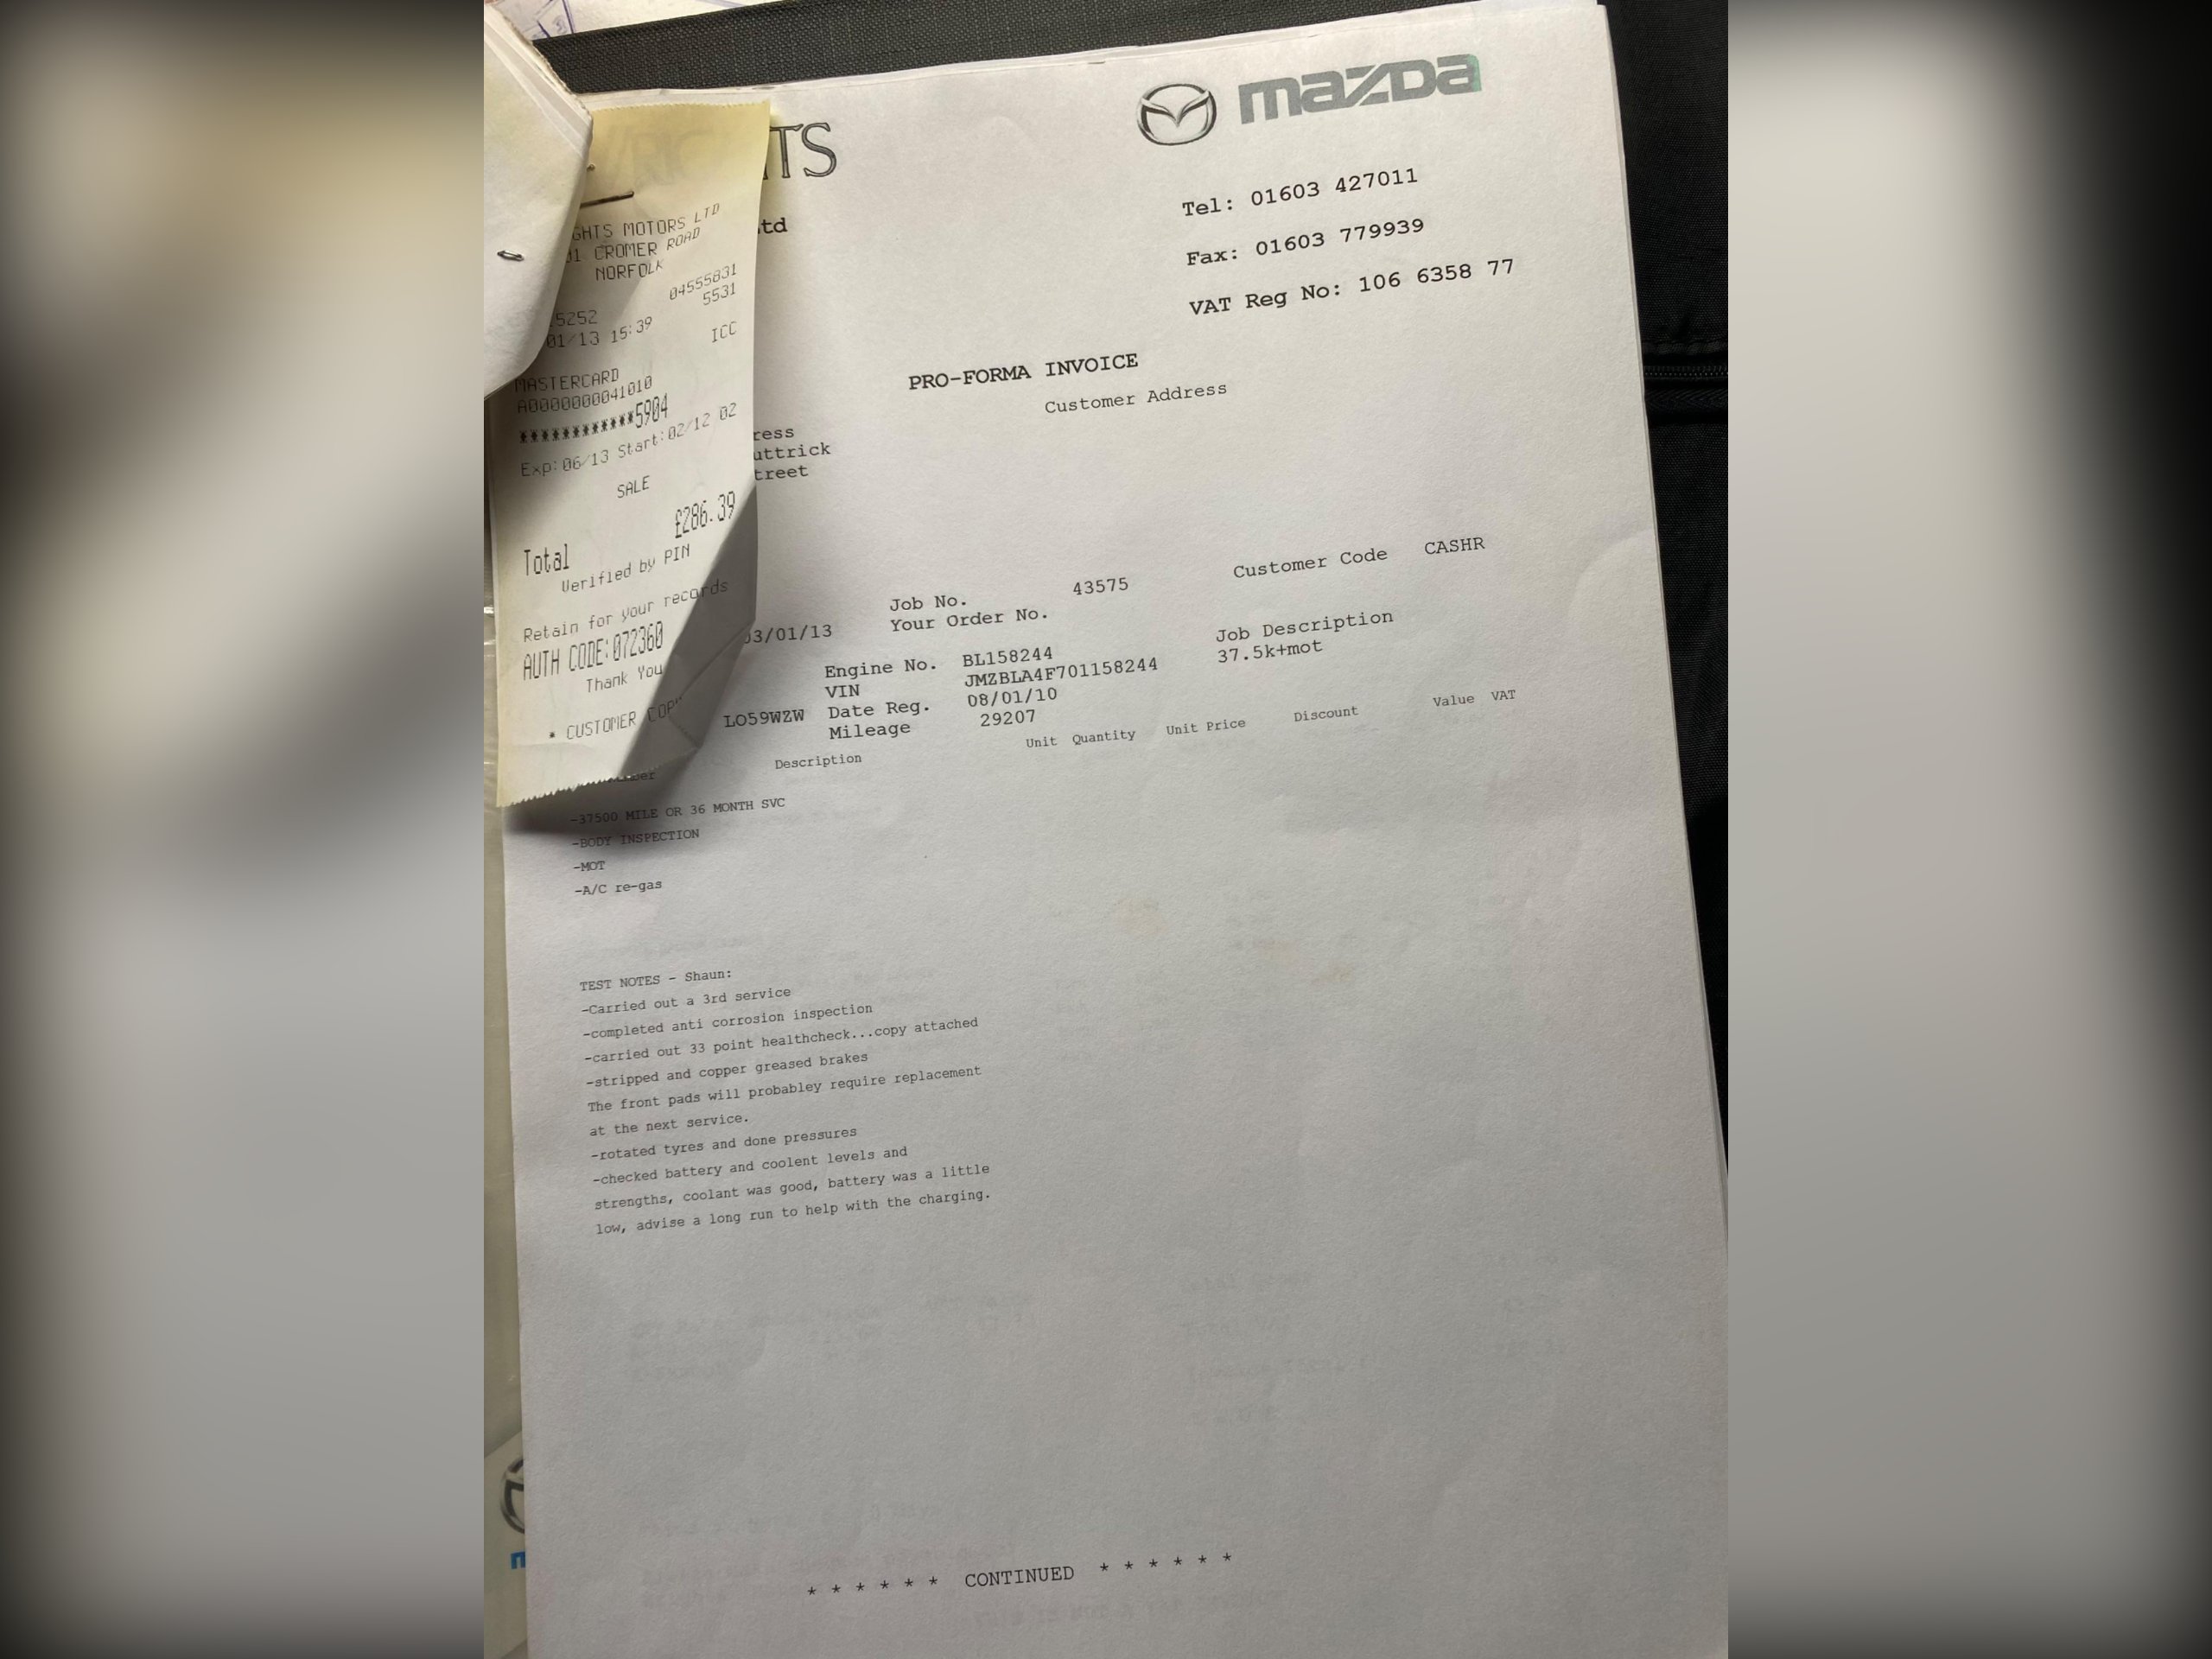 mazda
TS
td
Tel: 01603 427011
Fax: 01603 779939
VAT Reg No: 106 6358 77
GHTS MOTORS LTD
01 CROMER ROAD
NORFOLK
04555831
5252 5531
01/13 15:39
ICC
MASTERCARD
A0000000041010
************5904
Exp:06/13 Start:02/12 02
SALE
£286.39
Total
Verified by PIN
Retain for your records
AUTH CODE:072360
Thank You
* CUSTOMER COPY
PRO-FORMA INVOICE
Customer Address
ress
uttrick
treet
Job No. 43575 Customer Code CASHR
03/01/13 Your Order No.
Engine No. BL158244 Job Description
VIN JMZBLA4F701158244 37.5k+mot
LO59WZW Date Reg. 08/01/10
Mileage 29207
Description Unit Quantity Unit Price Discount Value VAT
-37500 MILE OR 36 MONTH SVC
-BODY INSPECTION
-MOT
-A/C re-gas
TEST NOTES - Shaun:
-Carried out a 3rd service
-completed anti corrosion inspection
-carried out 33 point healthcheck...copy attached
-stripped and copper greased brakes
The front pads will probabley require replacement
at the next service.
-rotated tyres and done pressures
-checked battery and coolent levels and
strengths, coolant was good, battery was a little
low, advise a long run to help with the charging.
* * * * * * CONTINUED * * * * * *